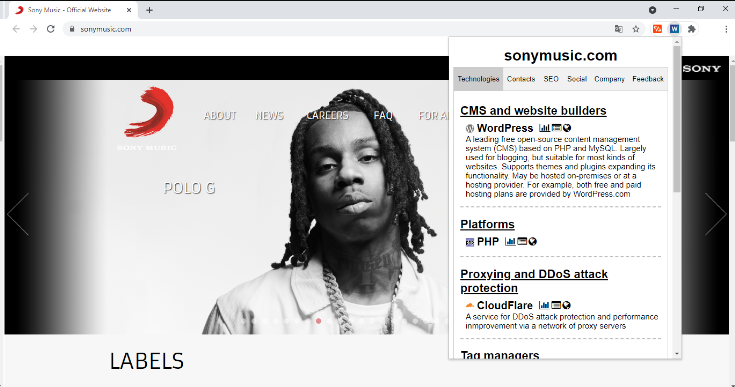 Sony Music - Official Website
sonymusic.com
SONY
SONY MUSIC
ABOUT
NEWS
CAREERS
FAQ
FOR A
POLO G
LABELS
sonymusic.com
Technologies
Contacts
SEO
Social
Company
Feedback
CMS and website builders
WordPress
A leading free open-source content management
system (CMS) based on PHP and MySQL. Largely
used for blogging, but suitable for most kinds of
websites. Supports themes and plugins expanding its
functionality. May be hosted on-premises or at a
hosting provider. For example, both free and paid
hosting plans are provided by WordPress.com
Platforms
PHP
Proxying and DDoS attack
protection
CloudFlare
A service for DDoS attack protection and performance
inmprovement via a network of proxy servers
Tag managers